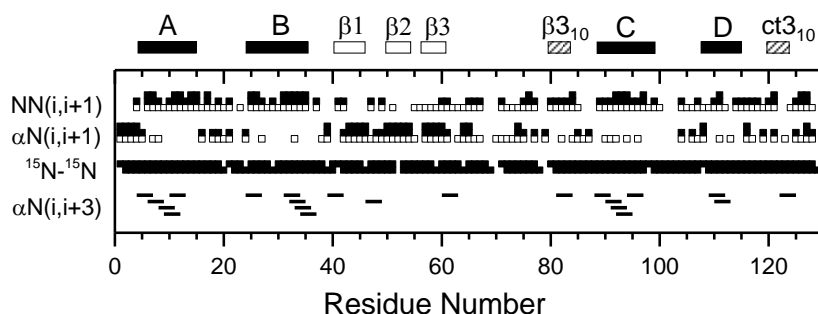 A B β1 β2 β3 β3₁₀ C D ct3₁₀
NN(i,i+1)
αN(i,i+1)
¹⁵N-¹⁵N
αN(i,i+3)
0 20 40 60 80 100 120
Residue Number